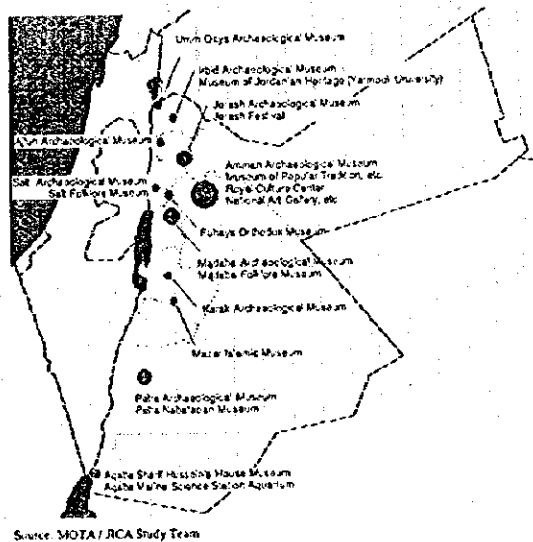 Umm Qays Archaeological Museum
Irbid Archaeological Museum
Museum of Jordanian Heritage (Yarmouk University)
Jerash Archaeological Museum
Jerash Festival
Ajlun Archaeological Museum
Amman Archaeological Museum
Museum of Popular Tradition, etc.
Royal Culture Center
National Art Gallery, etc
Salt Archaeological Museum
Salt Folklore Museum
Fuhays Orthodox Museum
Madaba Archaeological Museum
Madaba Folklore Museum
Karak Archaeological Museum
Mazar Islamic Museum
Petra Archaeological Museum
Petra Nabataean Museum
Aqaba Sharif Hussein's House Museum
Aqaba Marine Science Station Aquarium
Source: MOTA / JICA Study Team